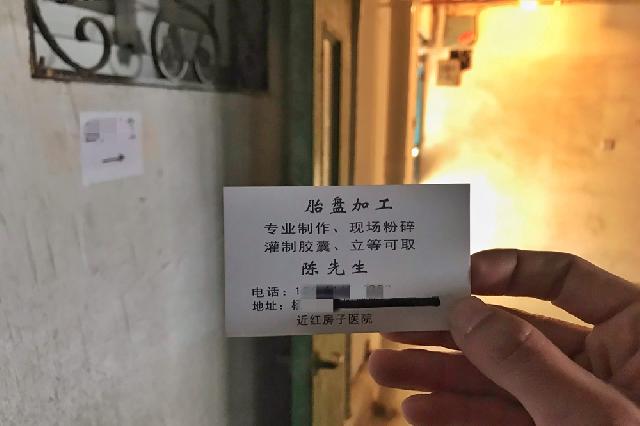 胎盘加工
专业制作、现场粉碎
灌制胶囊、立等可取
陈先生
电话：1
地址：
近红房子医院